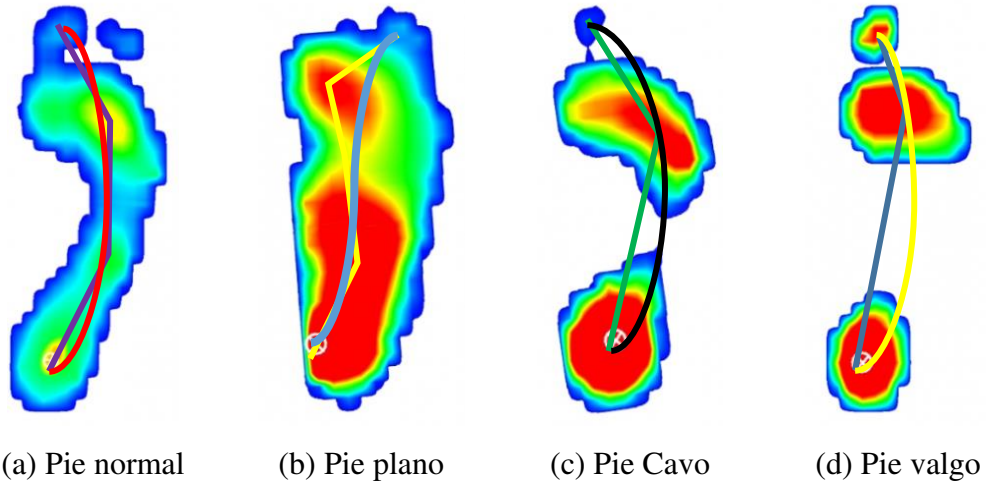 (a) Pie normal
(b) Pie plano
(c) Pie Cavo
(d) Pie valgo